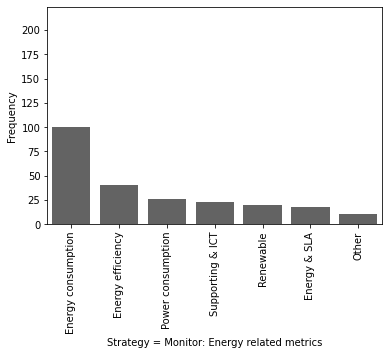 200
175
150
125
100
75
50
25
0
Frequency
Energy consumption
Energy efficiency
Power consumption
Supporting & ICT
Renewable
Energy & SLA
Other
Strategy = Monitor: Energy related metrics